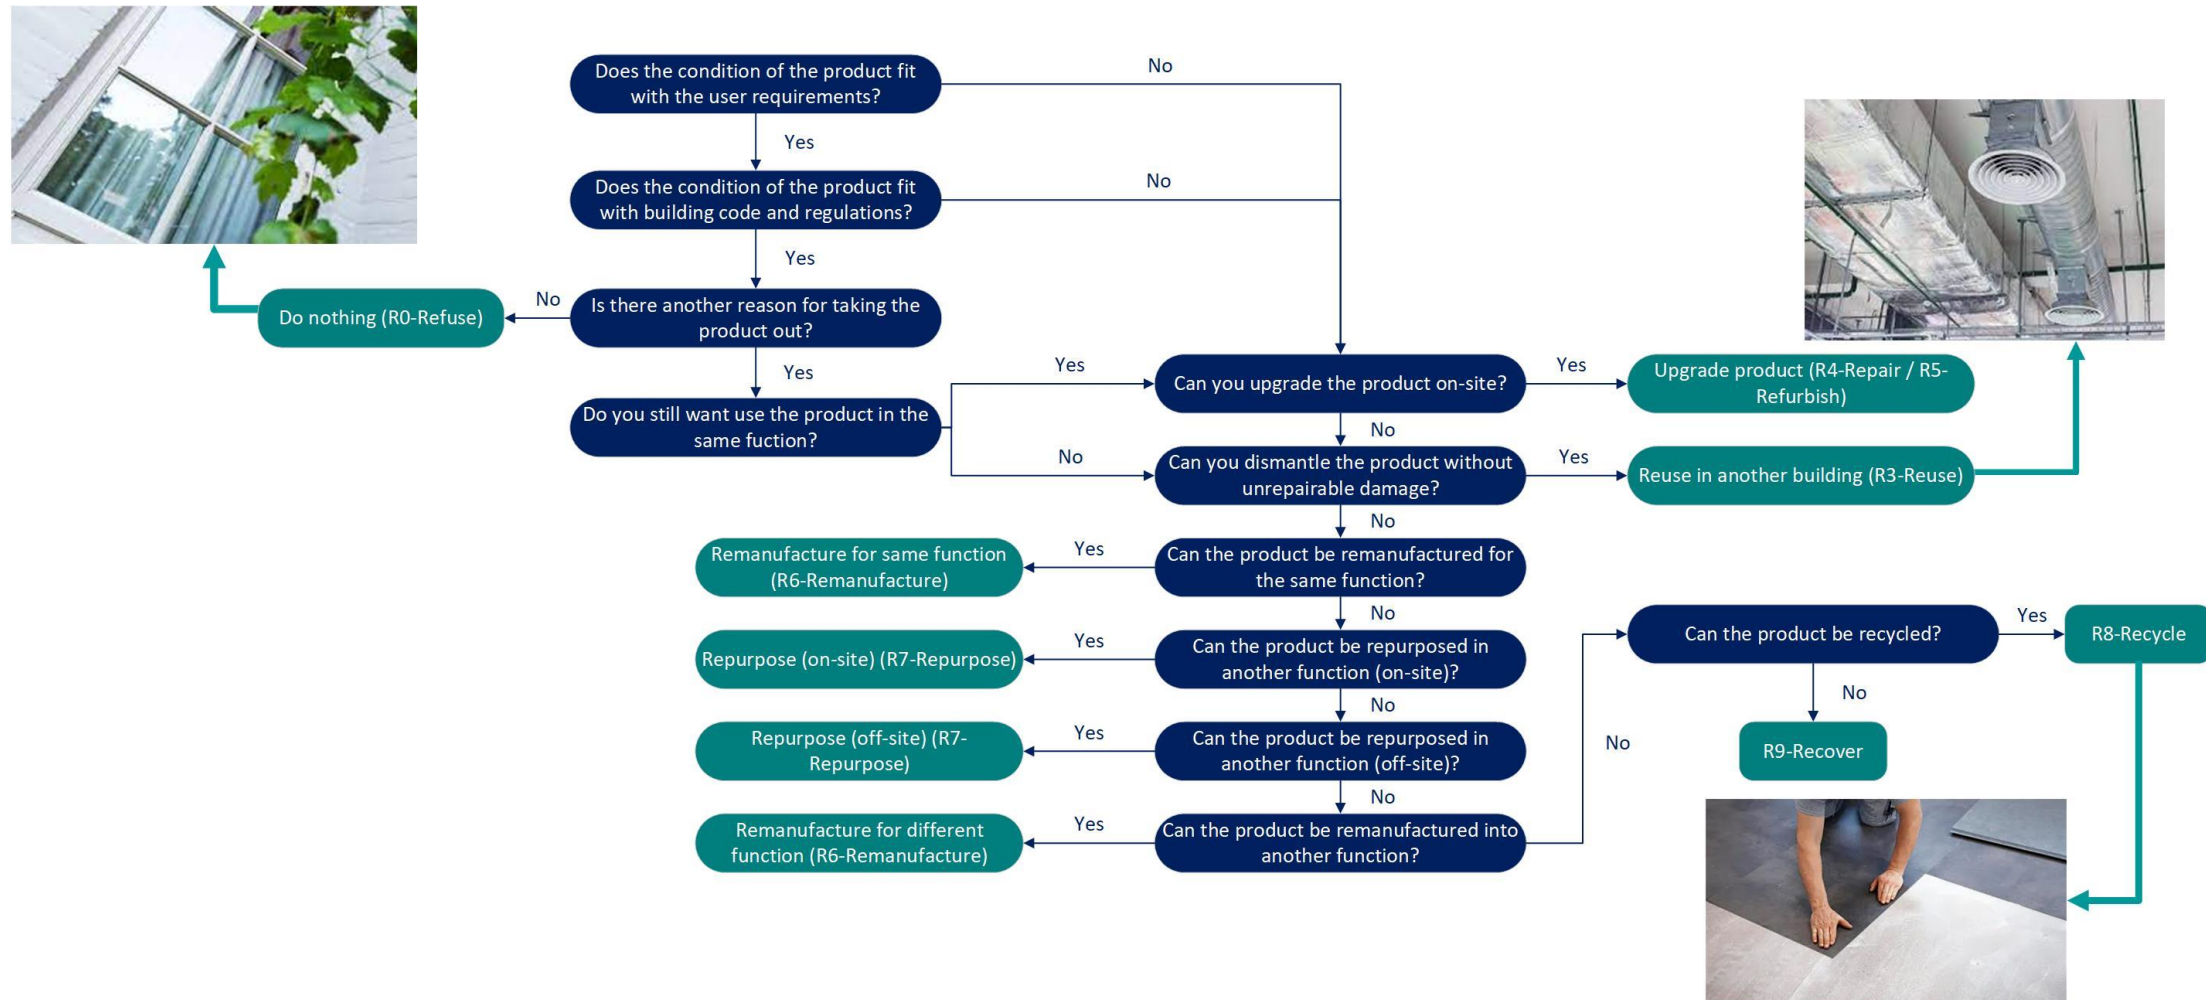 Does the condition of the product fit
with the user requirements?
No
Yes
Does the condition of the product fit
with building code and regulations?
No
Yes
Do nothing (R0-Refuse)
No
Is there another reason for taking the
product out?
Yes
Do you still want use the product in the
same fuction?
Yes
No
Can you upgrade the product on-site?
Yes
Upgrade product (R4-Repair / R5-
Refurbish)
No
Can you dismantle the product without
unrepairable damage?
Yes
Reuse in another building (R3-Reuse)
No
Remanufacture for same function
(R6-Remanufacture)
Yes
Can the product be remanufactured for
the same function?
No
Repurpose (on-site) (R7-Repurpose)
Yes
Can the product be repurposed in
another function (on-site)?
No
Repurpose (off-site) (R7-
Repurpose)
Yes
Can the product be repurposed in
another function (off-site)?
No
Remanufacture for different
function (R6-Remanufacture)
Yes
Can the product be remanufactured into
another function?
No
Can the product be recycled?
Yes
R8-Recycle
No
R9-Recover